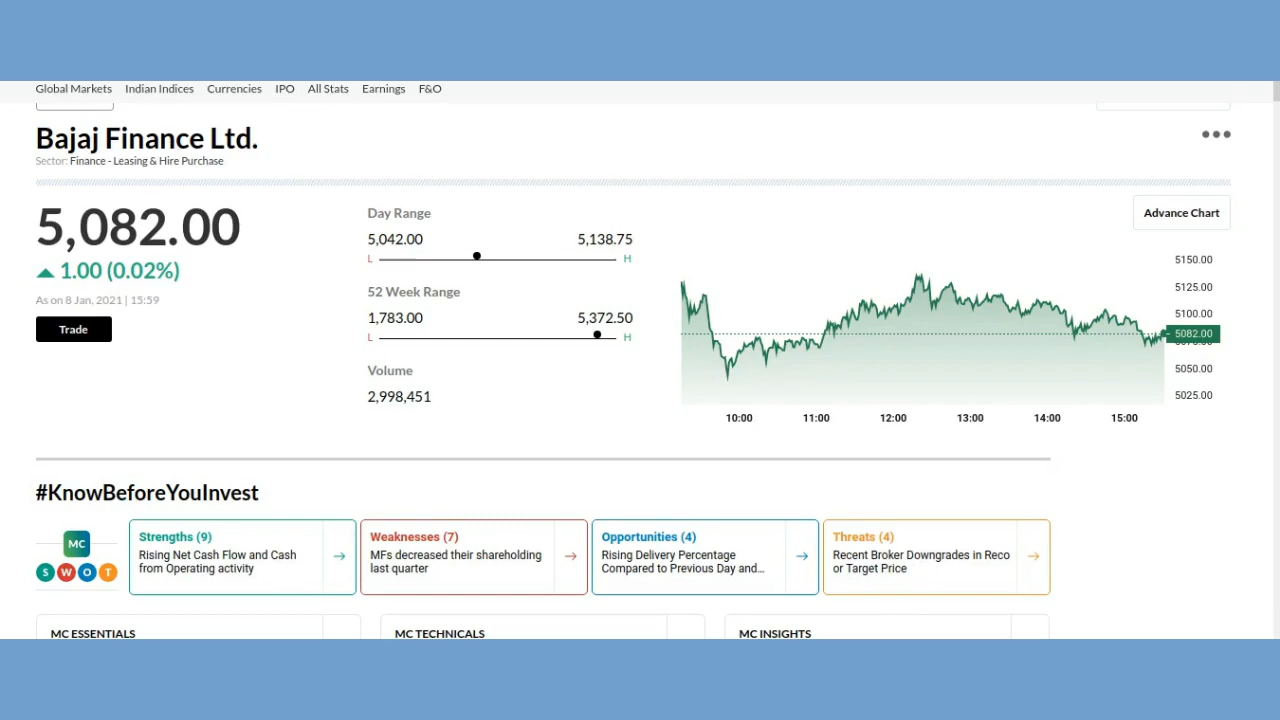 Global Markets Indian Indices Currencies IPO All Stats Earnings F&O
Bajaj Finance Ltd.
Sector: Finance - Leasing & Hire Purchase
5,082.00
1.00 (0.02%)
As on 8 Jan, 2021 | 15:59
Trade
Day Range
5,042.00 5,138.75
L H
52 Week Range
1,783.00 5,372.50
L H
Volume
2,998,451
Advance Chart
5150.00
5125.00
5100.00
5082.00
5050.00
5025.00
10:00 11:00 12:00 13:00 14:00 15:00
#KnowBeforeYouInvest
MC
S W O T
Strengths (9)
Rising Net Cash Flow and Cash
from Operating activity
Weaknesses (7)
MFs decreased their shareholding
last quarter
Opportunities (4)
Rising Delivery Percentage
Compared to Previous Day and...
Threats (4)
Recent Broker Downgrades in Reco
or Target Price
MC ESSENTIALS
MC TECHNICALS
MC INSIGHTS